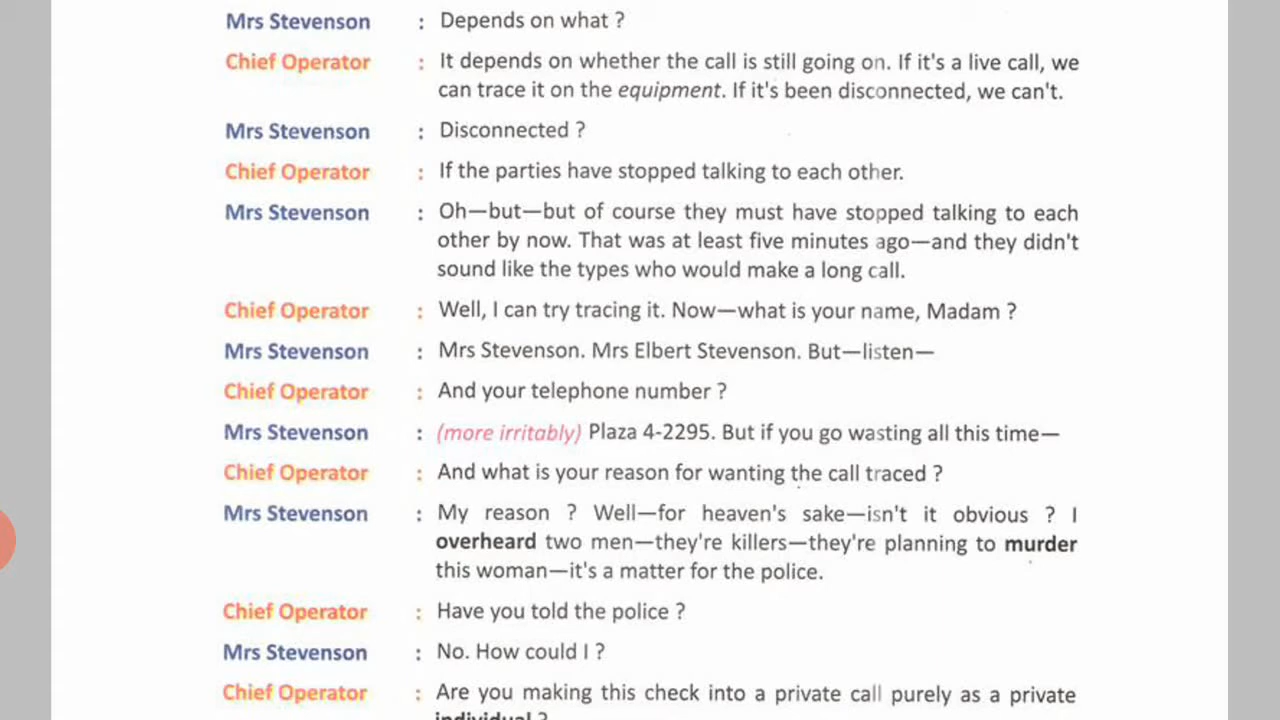 Mrs Stevenson : Depends on what ?
Chief Operator : It depends on whether the call is still going on. If it's a live call, we
can trace it on the equipment. If it's been disconnected, we can't.
Mrs Stevenson : Disconnected ?
Chief Operator : If the parties have stopped talking to each other.
Mrs Stevenson : Oh—but—but of course they must have stopped talking to each
other by now. That was at least five minutes ago—and they didn't
sound like the types who would make a long call.
Chief Operator : Well, I can try tracing it. Now—what is your name, Madam ?
Mrs Stevenson : Mrs Stevenson. Mrs Elbert Stevenson. But—listen—
Chief Operator : And your telephone number ?
Mrs Stevenson : (more irritably) Plaza 4-2295. But if you go wasting all this time—
Chief Operator : And what is your reason for wanting the call traced ?
Mrs Stevenson : My reason ? Well—for heaven's sake—isn't it obvious ? I
overheard two men—they're killers—they're planning to murder
this woman—it's a matter for the police.
Chief Operator : Have you told the police ?
Mrs Stevenson : No. How could I ?
Chief Operator : Are you making this check into a private call purely as a private
individual ?